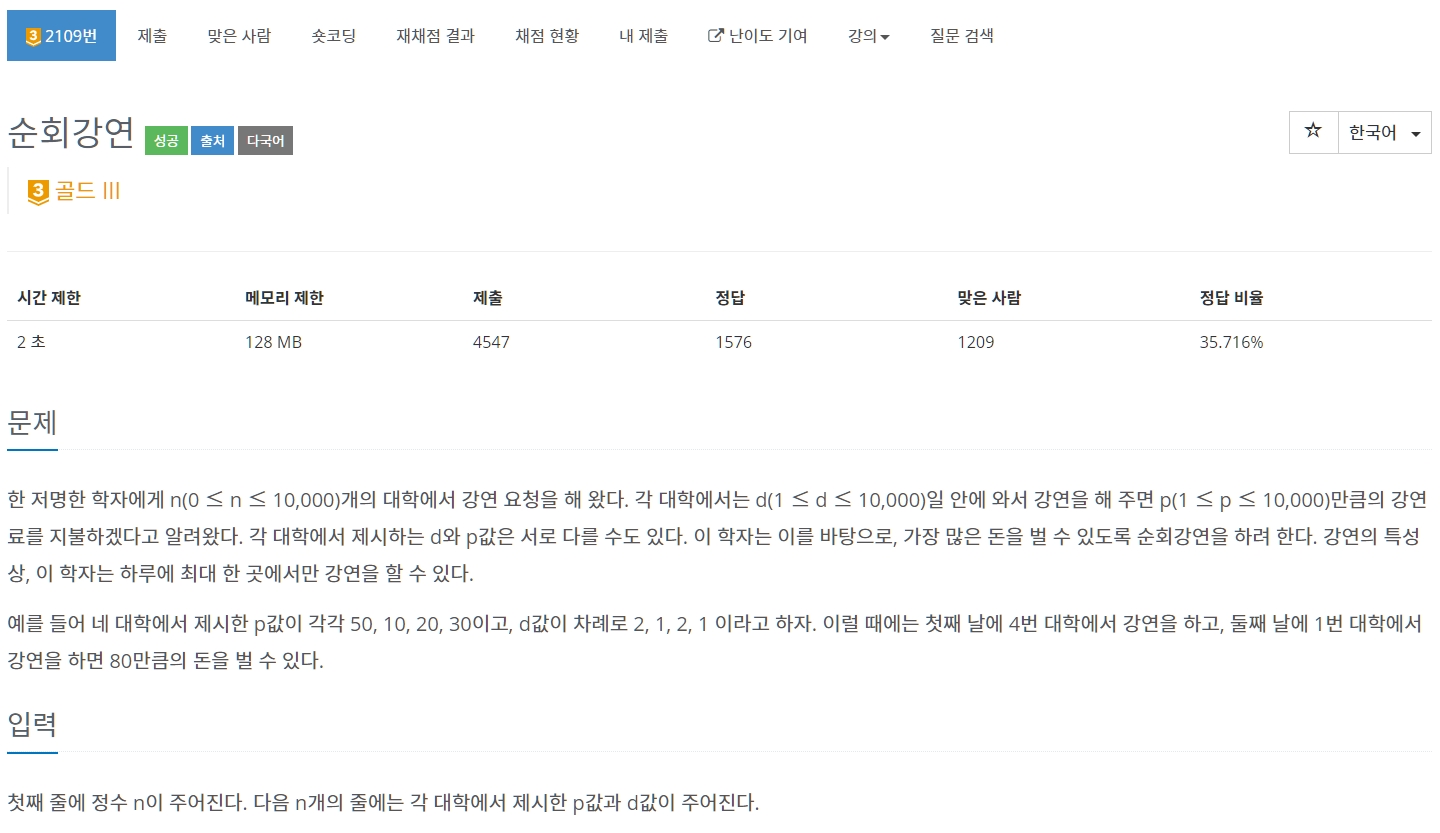 3 2109번 제출 맞은 사람 숏코딩 재채점 결과 채점 현황 내 제출 난이도 기여 강의 질문 검색
순회강연 성공 출처 다국어 한국어
3 골드 III
시간 제한 메모리 제한 제출 정답 맞은 사람 정답 비율
2 초 128 MB 4547 1576 1209 35.716%
문제
한 저명한 학자에게 n(0 ≤ n ≤ 10,000)개의 대학에서 강연 요청을 해 왔다. 각 대학에서는 d(1 ≤ d ≤ 10,000)일 안에 와서 강연을 해 주면 p(1 ≤ p ≤ 10,000)만큼의 강연
료를 지불하겠다고 알려왔다. 각 대학에서 제시하는 d와 p값은 서로 다를 수도 있다. 이 학자는 이를 바탕으로, 가장 많은 돈을 벌 수 있도록 순회강연을 하려 한다. 강연의 특성
상, 이 학자는 하루에 최대 한 곳에서만 강연을 할 수 있다.
예를 들어 네 대학에서 제시한 p값이 각각 50, 10, 20, 30이고, d값이 차례로 2, 1, 2, 1 이라고 하자. 이럴 때에는 첫째 날에 4번 대학에서 강연을 하고, 둘째 날에 1번 대학에서
강연을 하면 80만큼의 돈을 벌 수 있다.
입력
첫째 줄에 정수 n이 주어진다. 다음 n개의 줄에는 각 대학에서 제시한 p값과 d값이 주어진다.